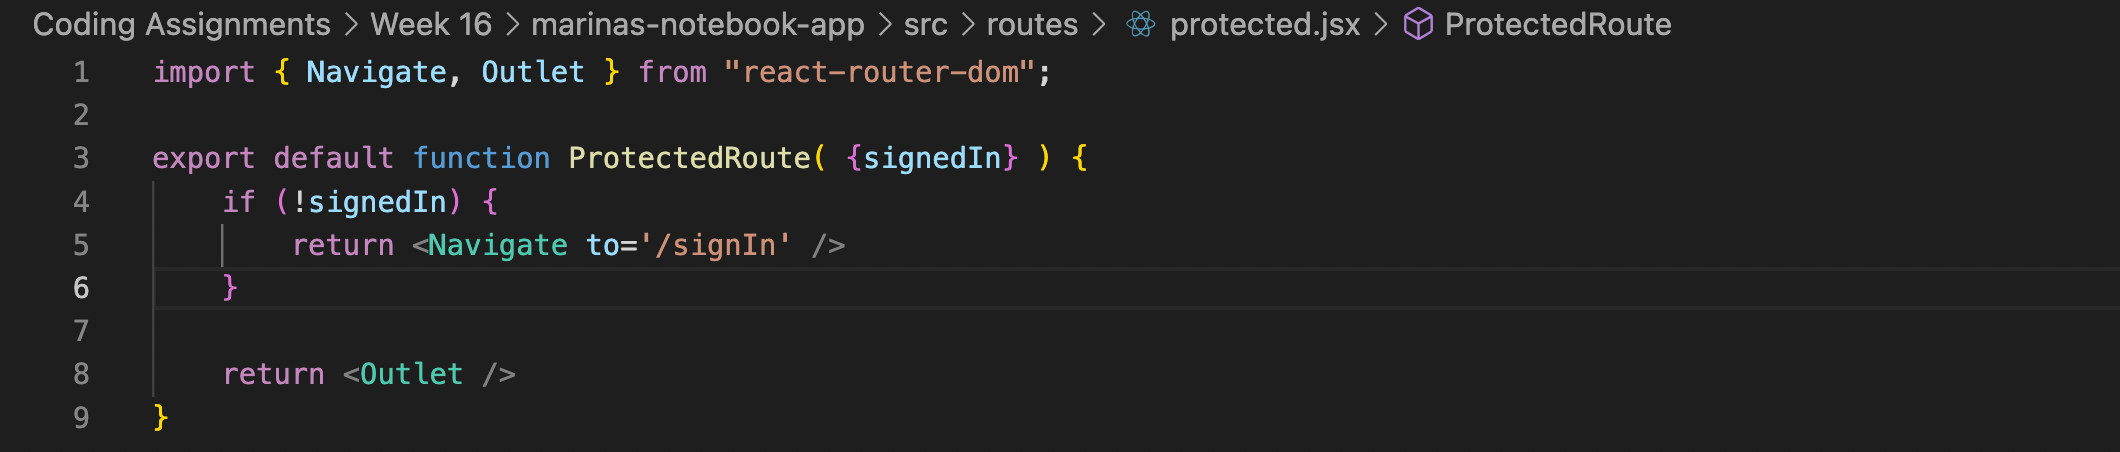 Coding Assignments > Week 16 > marinas-notebook-app > src > routes > protected.jsx > ProtectedRoute
1 import { Navigate, Outlet } from "react-router-dom";
2
3 export default function ProtectedRoute( {signedIn} ) {
4 if (!signedIn) {
5 return <Navigate to='/signIn' />
6 }
7
8 return <Outlet />
9 }